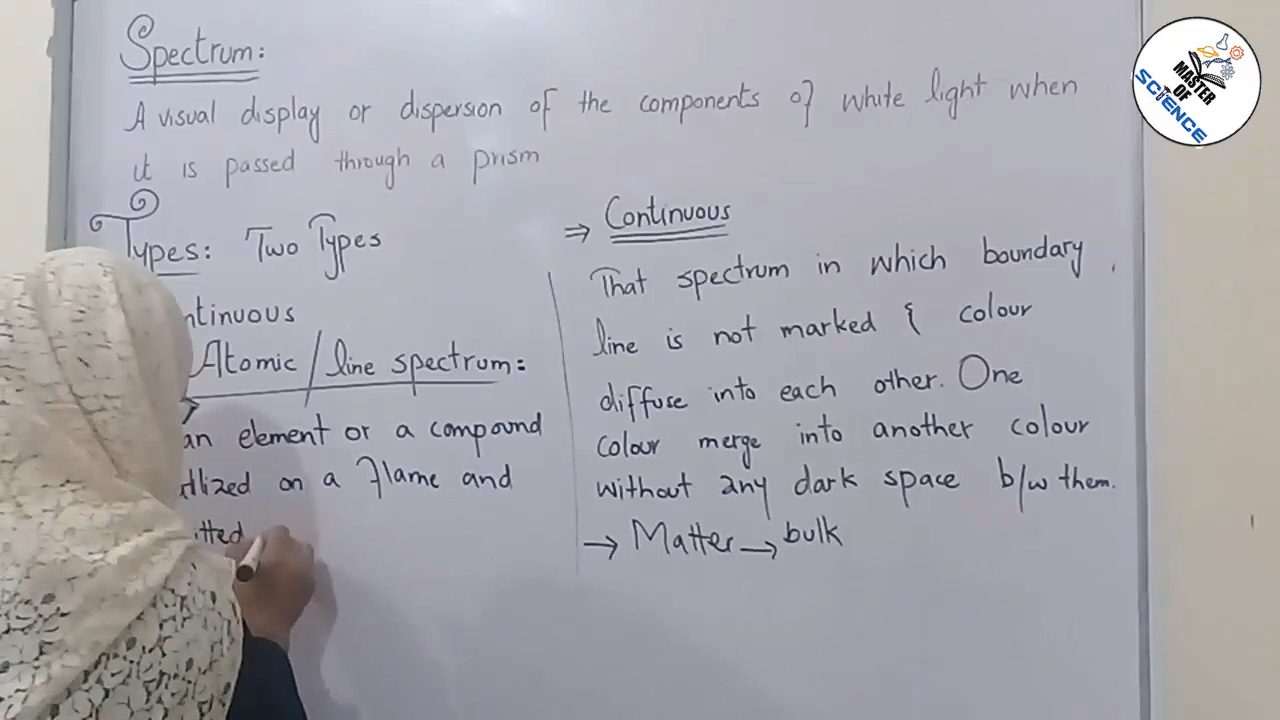 Spectrum:
A visual display or dispersion of the components of white light when
it is passed through a prism
Types: Two Types
ntinuous
Atomic / line spectrum:
an element or a compound
on a flame and
itted
⇒ Continuous
That spectrum in which boundary
line is not marked & colour
diffuse into each other. One
colour merge into another colour
without any dark space b/w them.
→ Matter → bulk
MASTER
OF
SCIENCE